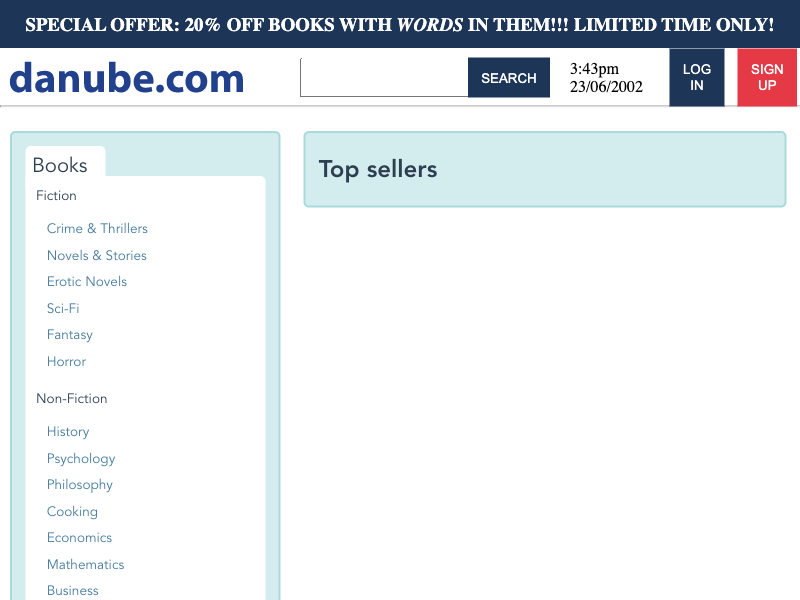 SPECIAL OFFER: 20% OFF BOOKS WITH WORDS IN THEM!!! LIMITED TIME ONLY!
danube.com
SEARCH
3:43pm
23/06/2002
LOG
IN
SIGN
UP
Books
Fiction
Crime & Thrillers
Novels & Stories
Erotic Novels
Sci-Fi
Fantasy
Horror
Non-Fiction
History
Psychology
Philosophy
Cooking
Economics
Mathematics
Business
Top sellers